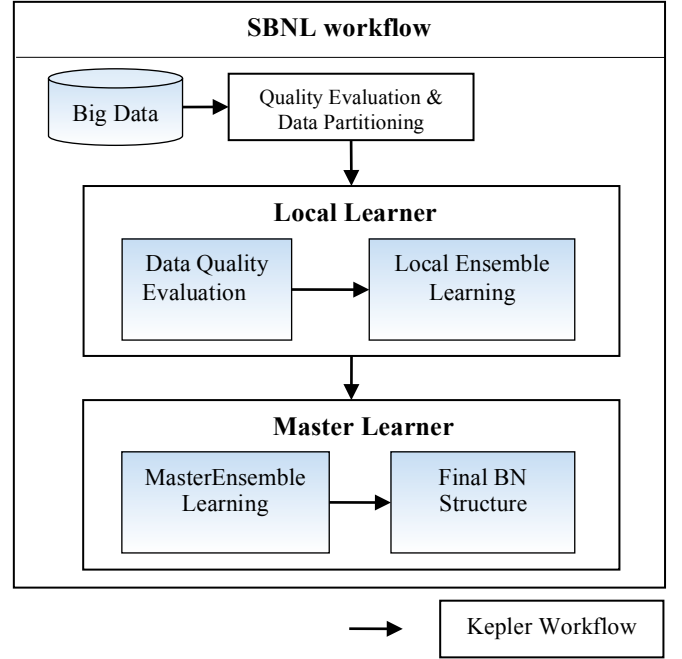 SBNL workflow
Big Data
Quality Evaluation &
Data Partitioning
Local Learner
Data Quality
Evaluation
Local Ensemble
Learning
Master Learner
MasterEnsemble
Learning
Final BN
Structure
Kepler Workflow